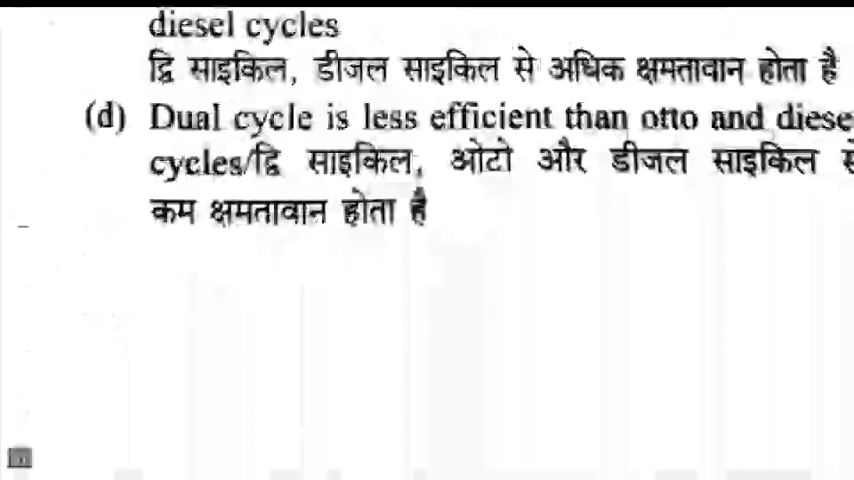 diesel cycles
द्वि साइकिल, डीजल साइकिल से अधिक क्षमतावान होता है
(d) Dual cycle is less efficient than otto and diese
cycles/द्वि साइकिल, ओटो और डीजल साइकिल से
कम क्षमतावान होता है